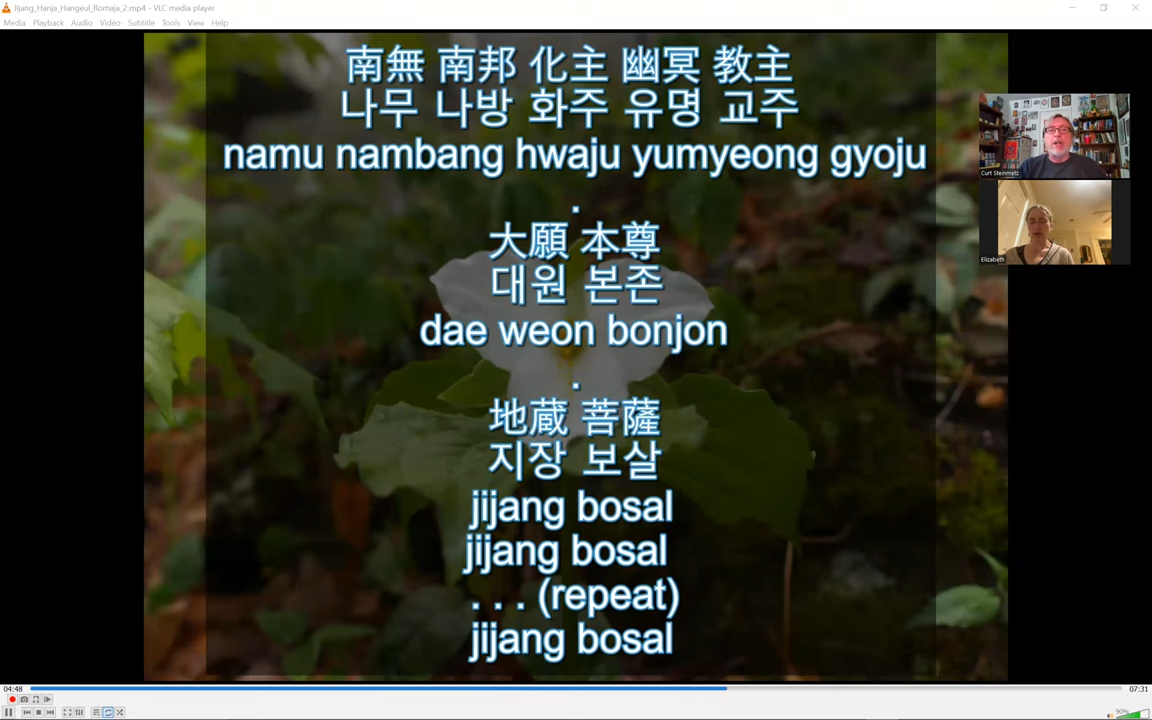 Jijang_Hanja_Hangeul_Romaja_2.mp4 - VLC media player
Media Playback Audio Video Subtitle Tools View Help
南無 南邦 化主 幽冥 教主
나무 나방 화주 유명 교주
namu nambang hwaju yumyeong gyoju
.
大願 本尊
대원 본존
dae weon bonjon
.
地蔵 菩薩
지장 보살
jijang bosal
jijang bosal
. . . (repeat)
jijang bosal
Curt Steinmetz
Elizabeth
04:48
07:31
90%